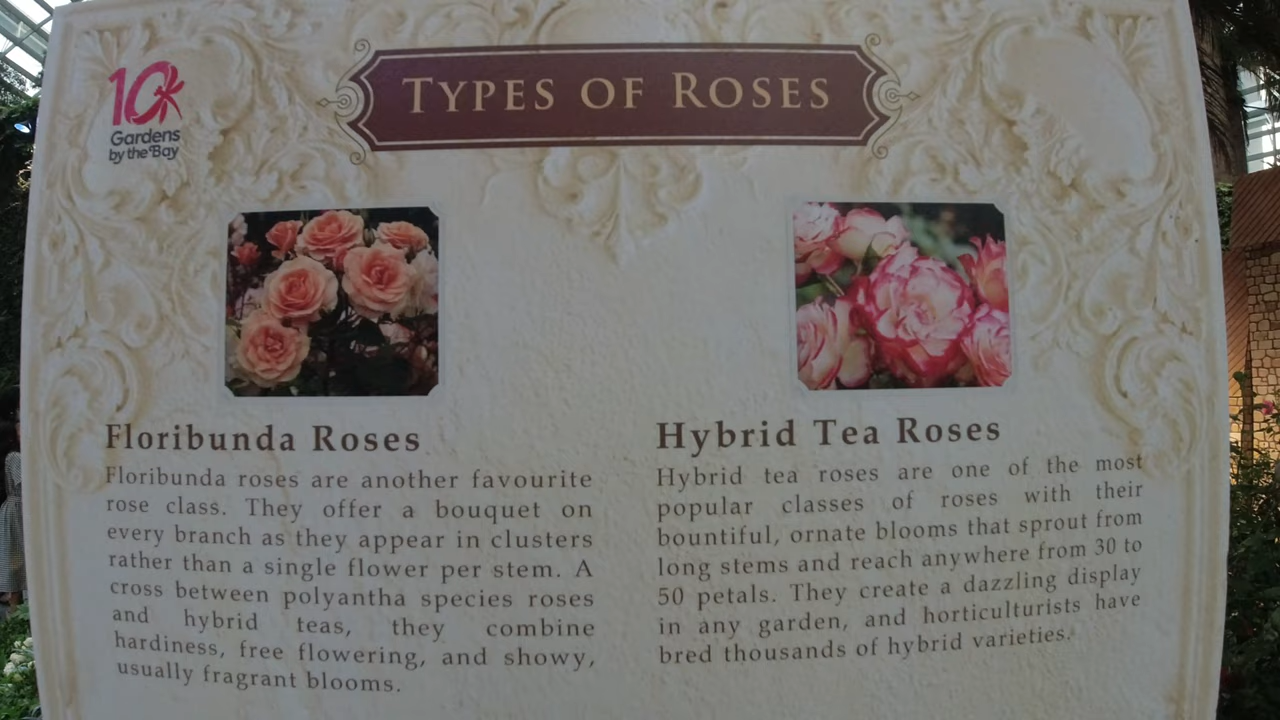 TYPES OF ROSES
10
Gardens
by the Bay
Floribunda Roses
Floribunda roses are another favourite
rose class. They offer a bouquet on
every branch as they appear in clusters
rather than a single flower per stem. A
cross between polyantha species roses
and hybrid teas, they combine
hardiness, free flowering, and showy,
usually fragrant blooms.
Hybrid Tea Roses
Hybrid tea roses are one of the most
popular classes of roses with their
bountiful, ornate blooms that sprout from
long stems and reach anywhere from 30 to
50 petals. They create a dazzling display
in any garden, and horticulturists have
bred thousands of hybrid varieties.